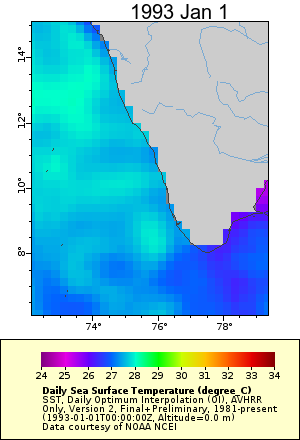 1993 Jan 1
14°
12°
10°
8°
74° 76° 78°
24 25 26 27 28 29 30 31 32 33 34
Daily Sea Surface Temperature (degree_C)
SST, Daily Optimum Interpolation (OI), AVHRR
Only, Version 2, Final+Preliminary, 1981-present
(1993-01-01T00:00:00Z, Altitude=0.0 m)
Data courtesy of NOAA NCEI